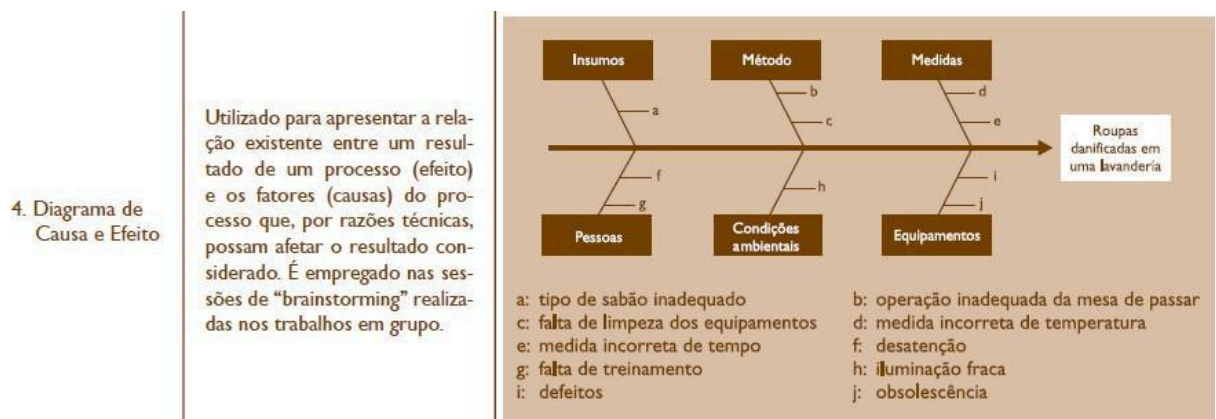 4. Diagrama de
Causa e Efeito
Utilizado para apresentar a rela-
ção existente entre um resul-
tado de um processo (efeito)
e os fatores (causas) do pro-
cesso que, por razões técnicas,
possam afetar o resultado con-
siderado. É empregado nas ses-
sões de “brainstorming” realiza-
das nos trabalhos em grupo.
Insumos
Método
Medidas
a
b
c
d
e
Roupas
danificadas em
uma lavanderia
f
g
h
i
j
Pessoas
Condições
ambientais
Equipamentos
a: tipo de sabão inadequado
b: operação inadequada da mesa de passar
c: falta de limpeza dos equipamentos
d: medida incorreta de temperatura
e: medida incorreta de tempo
f: desatenção
g: falta de treinamento
h: iluminação fraca
i: defeitos
j: obsolescência